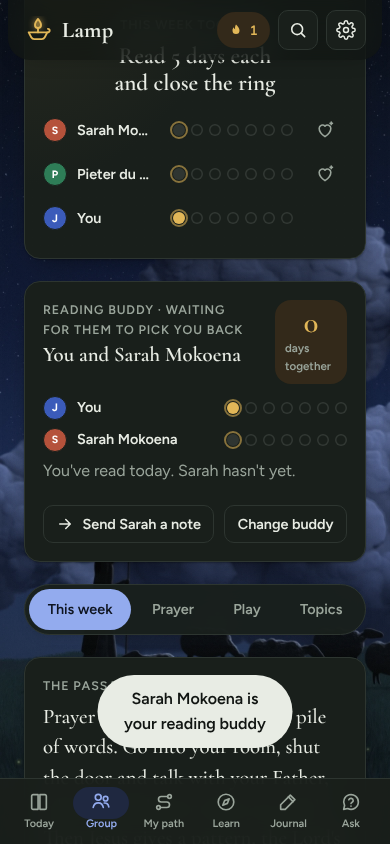 Lamp
1
Read 5 days each
and close the ring
S
Sarah Mo...
P
Pieter du ...
J
You
READING BUDDY · WAITING
FOR THEM TO PICK YOU BACK
You and Sarah Mokoena
0
days
together
J
You
S
Sarah Mokoena
You've read today. Sarah hasn't yet.
→ Send Sarah a note
Change buddy
This week
Prayer
Play
Topics
THE PASS
Sarah Mokoena is
your reading buddy
Prayer
pile
of words. Go into your room, shut
the door and talk with your Father
Today
Group
My path
Learn
Journal
Ask